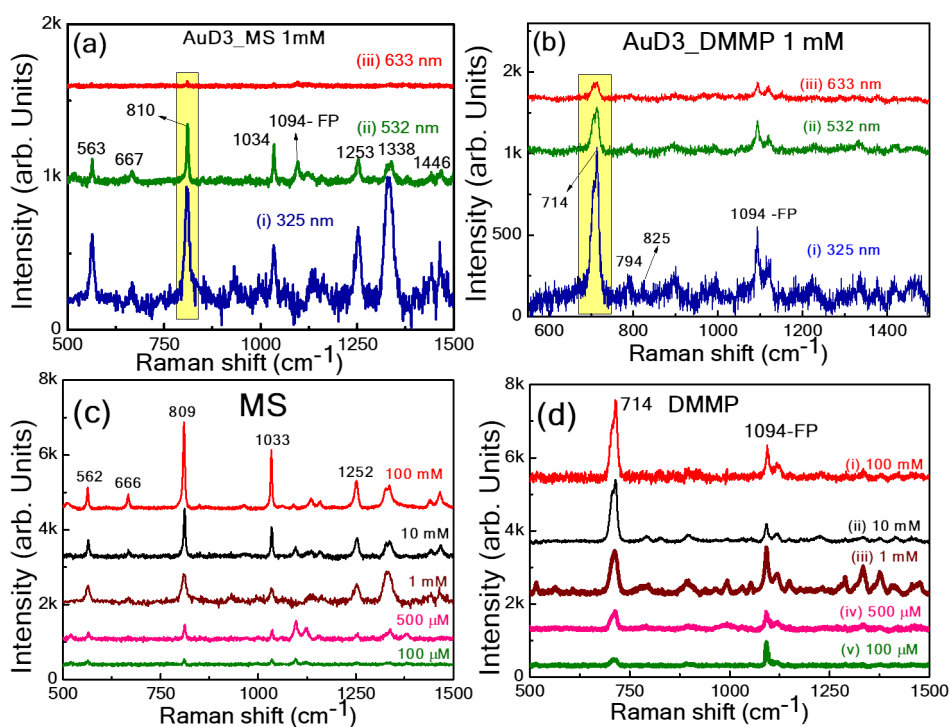 (a)
AuD3_MS 1mM
(iii) 633 nm
810
(ii) 532 nm
563
667
1034
1094- FP
1253
1338
1446
(i) 325 nm
2k
1k
0
Intensity (arb. Units)
500
750
1000
1250
1500
Raman shift (cm-1)
(b)
AuD3_DMMP 1 mM
(iii) 633 nm
(ii) 532 nm
714
794
825
1094 -FP
(i) 325 nm
2k
1k
500
0
Intensity (arb. Units)
600
800
1000
1200
1400
Raman shift (cm-1)
(c)
MS
562
666
809
1033
1252
100 mM
10 mM
1 mM
500 μM
100 μM
8k
6k
4k
2k
0
Intensity (arb. Units)
500
750
1000
1250
1500
Raman shift (cm-1)
(d)
714
DMMP
1094-FP
(i) 100 mM
(ii) 10 mM
(iii) 1 mM
(iv) 500 μM
(v) 100 μM
8k
6k
4k
2k
0
Intensity (arb. Units)
500
750
1000
1250
1500
Raman shift (cm-1)